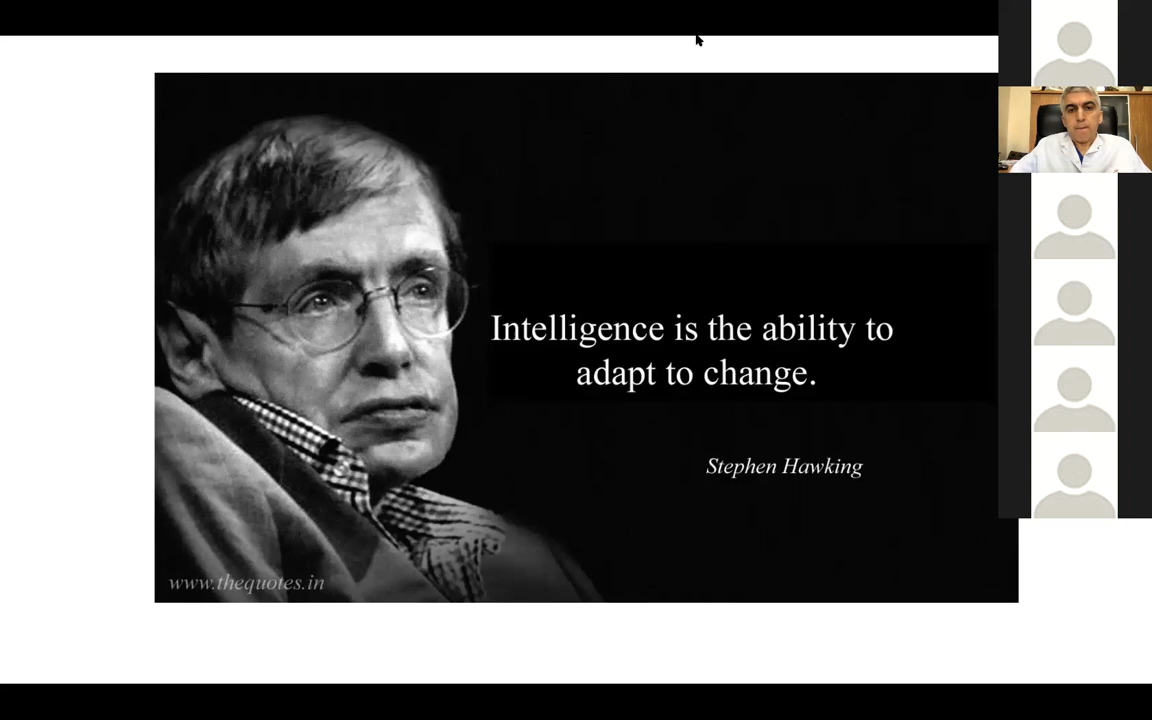 Intelligence is the ability to
adapt to change.
Stephen Hawking
www.thequotes.in